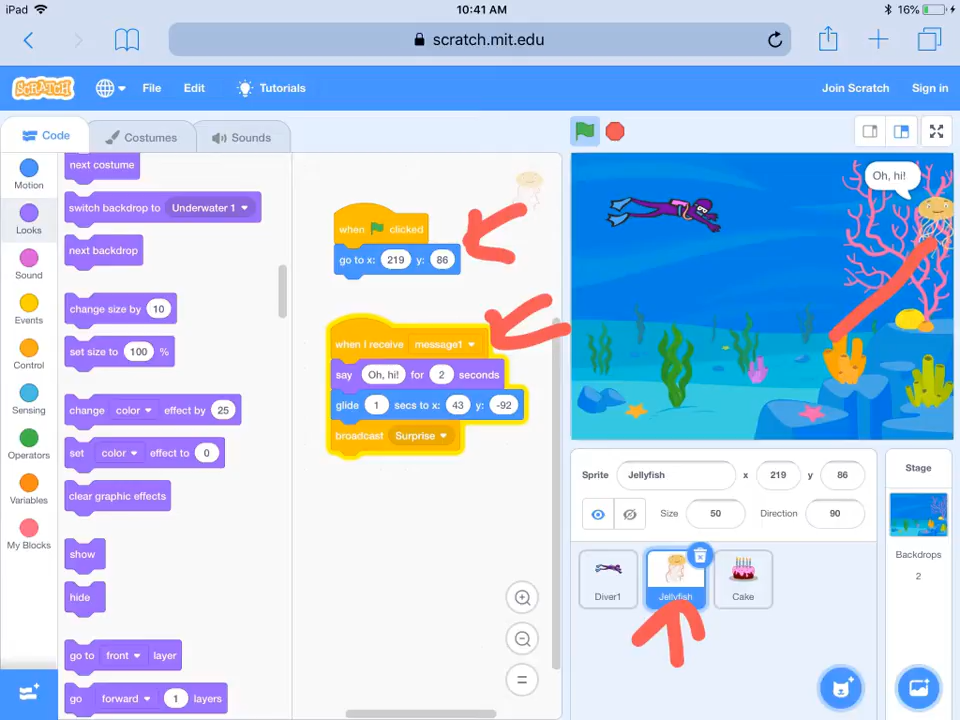 iPad 10:41 AM 16%
scratch.mit.edu
SCRATCH File Edit Tutorials Join Scratch Sign in
Code Costumes Sounds
Motion
Looks
Sound
Events
Control
Sensing
Operators
Variables
My Blocks
next costume
switch backdrop to Underwater 1
next backdrop
change size by 10
set size to 100 %
change color effect by 25
set color effect to 0
clear graphic effects
show
hide
go to front layer
go forward 1 layers
when clicked
go to x: 219 y: 86
when I receive message1
say Oh, hi! for 2 seconds
glide 1 secs to x: 43 y: -92
broadcast Surprise
Oh, hi!
Sprite Jellyfish x 219 y 86
Size 50 Direction 90
Diver1 Jellyfish Cake
Stage
Backdrops
2